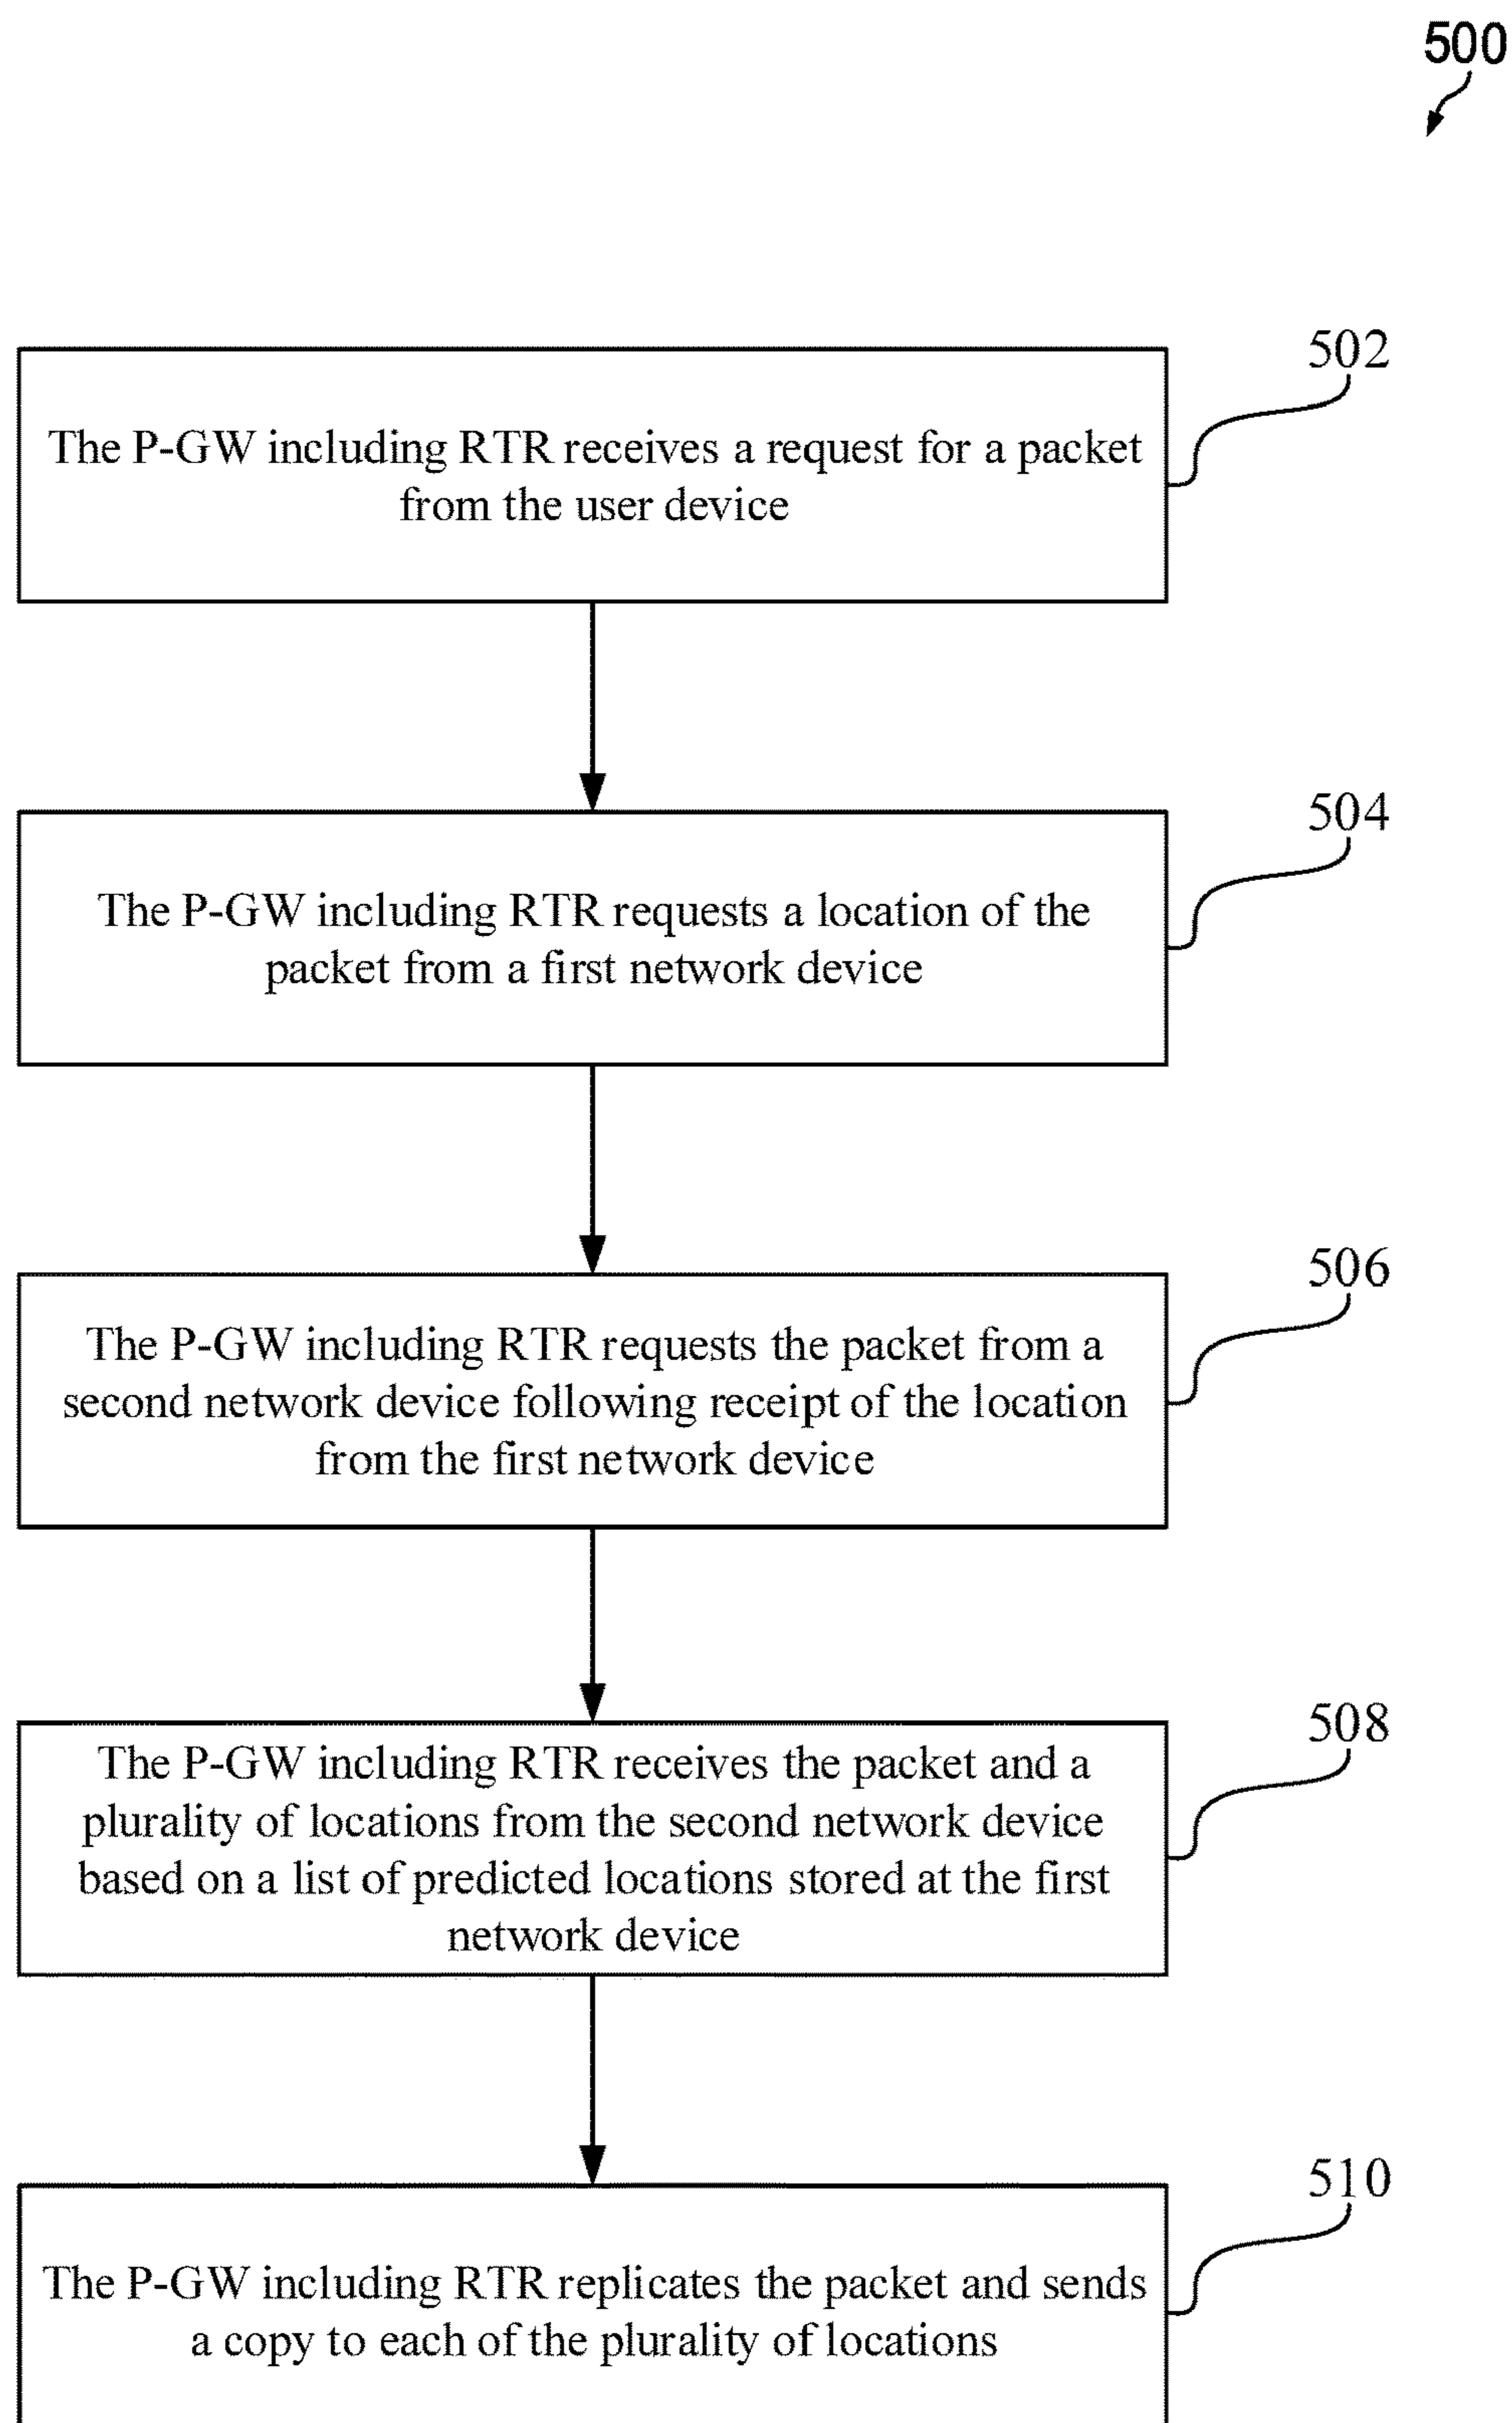 500
502
The P-GW including RTR receives a request for a packet
from the user device
504
The P-GW including RTR requests a location of the
packet from a first network device
506
The P-GW including RTR requests the packet from a
second network device following receipt of the location
from the first network device
508
The P-GW including RTR receives the packet and a
plurality of locations from the second network device
based on a list of predicted locations stored at the first
network device
510
The P-GW including RTR replicates the packet and sends
a copy to each of the plurality of locations